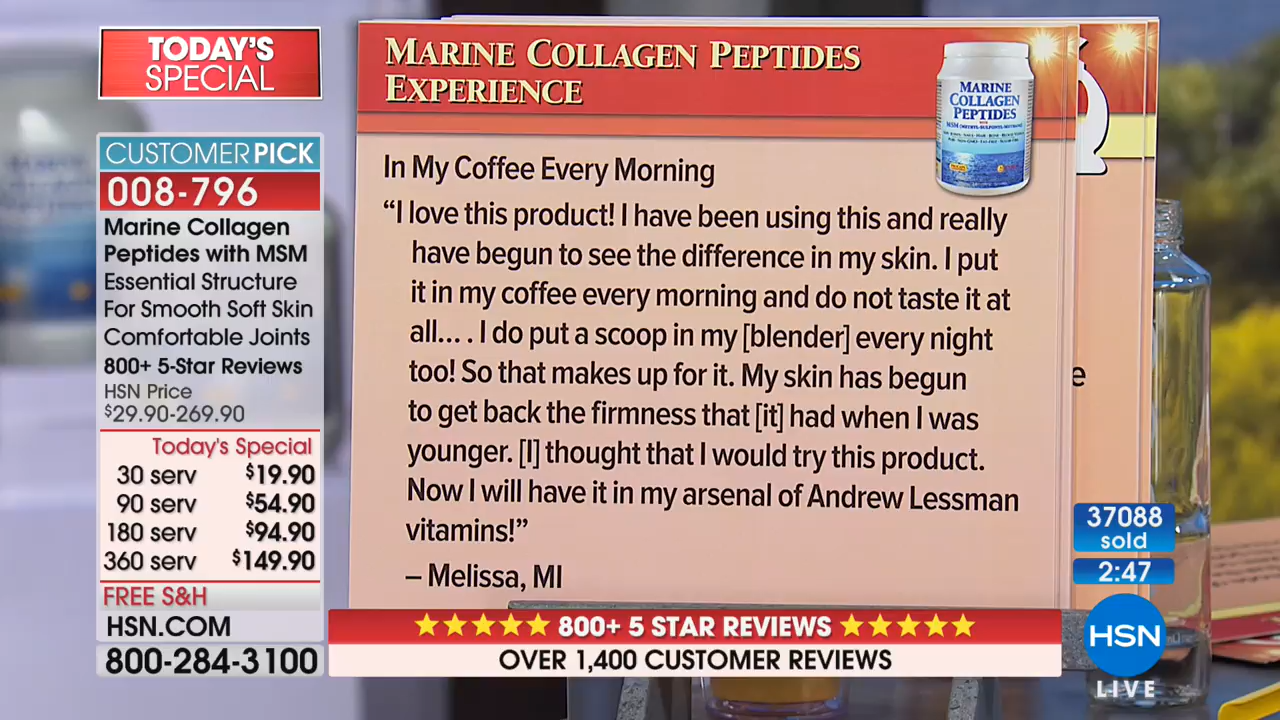 TODAY'S
SPECIAL
CUSTOMER PICK
008-796
Marine Collagen
Peptides with MSM
Essential Structure
For Smooth Soft Skin
Comfortable Joints
800+ 5-Star Reviews
HSN Price
$29.90-269.90
Today's Special
30 serv $19.90
90 serv $54.90
180 serv $94.90
360 serv $149.90
FREE S&H
HSN.COM
800-284-3100
MARINE COLLAGEN PEPTIDES
EXPERIENCE
MARINE
COLLAGEN
PEPTIDES
In My Coffee Every Morning
“I love this product! I have been using this and really
have begun to see the difference in my skin. I put
it in my coffee every morning and do not taste it at
all... . I do put a scoop in my [blender] every night
too! So that makes up for it. My skin has begun
to get back the firmness that [it] had when I was
younger. [I] thought that I would try this product.
Now I will have it in my arsenal of Andrew Lessman
vitamins!”
– Melissa, MI
e
37088
sold
2:47
HSN
LIVE
800+ 5 STAR REVIEWS
OVER 1,400 CUSTOMER REVIEWS